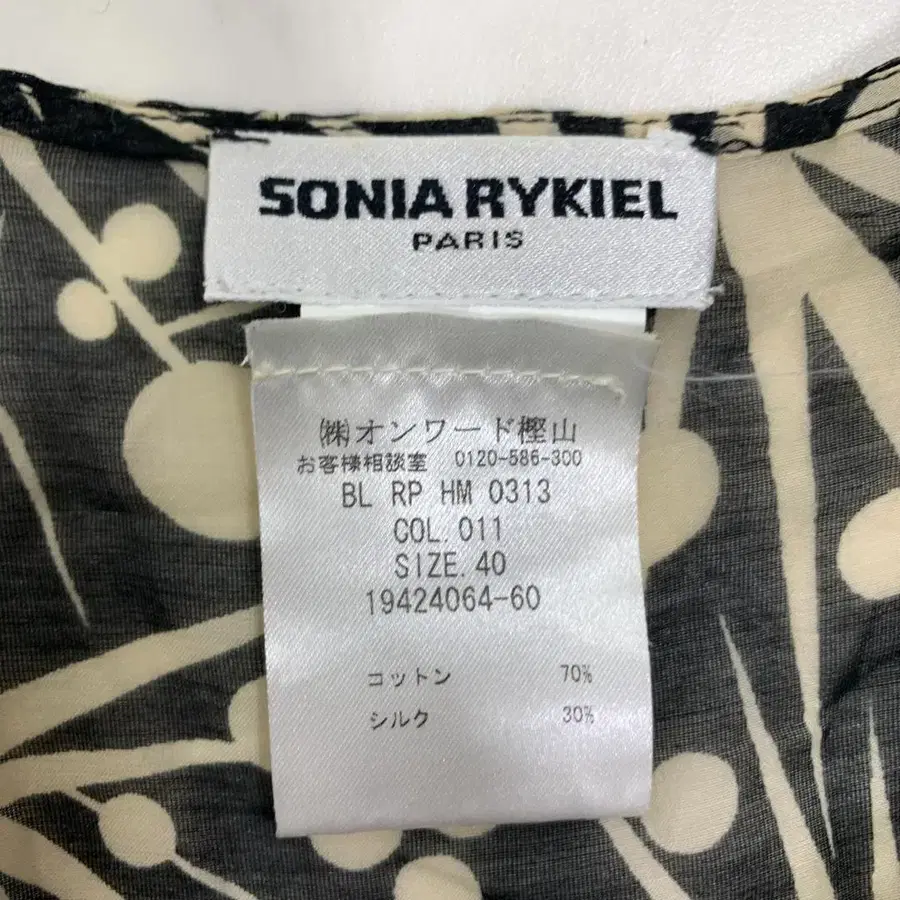 SONIA RYKIEL
PARIS
㈱オンワード樫山
お客様相談室 0120-586-300
BL RP HM 0313
COL.011
SIZE.40
19424064-60
コットン 70%
シルク 30%